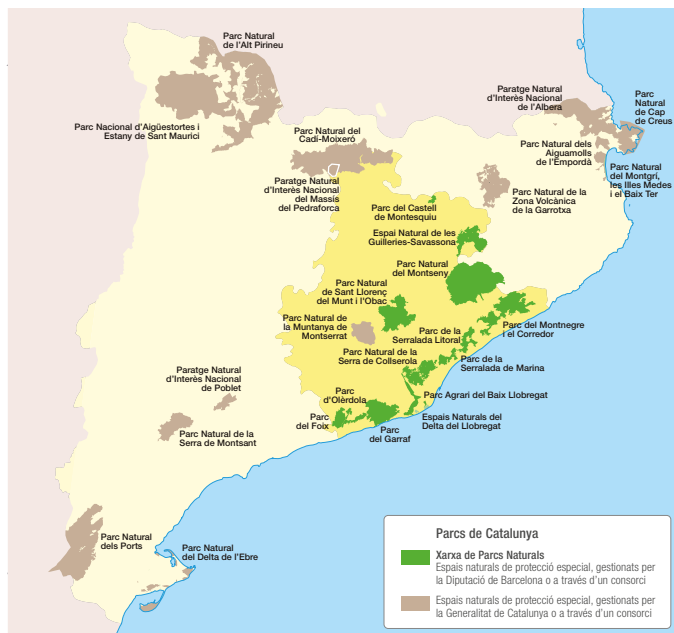 Parc Natural
de l'Alt Pirineu
Parc Nacional d'Aigüestortes i
Estany de Sant Maurici
Parc Natural del
Cadí-Moixeró
Paratge Natural
d'Interès Nacional
del Massís
del Pedraforca
Paratge Natural
d'Interès Nacional
de l'Albera
Parc
Natural
de Cap
de Creus
Parc Natural dels
Aiguamolls
de l'Empordà
Parc Natural
del Montgrí,
les Illes Medes
i el Baix Ter
Parc Natural de la
Zona Volcànica
de la Garrotxa
Parc del Castell
de Montesquiu
Espai Natural de les
Guilleries-Savassona
Parc Natural
del Montseny
Parc Natural
de Sant Llorenç
del Munt i l'Obac
Parc Natural de
la Muntanya de
Montserrat
Parc de la
Serralada Litoral
Parc del Montnegre
i el Corredor
Parc Natural de la
Serra de Collserola
Parc de la
Serralada de Marina
Paratge Natural
d'Interès Nacional
de Poblet
Parc
d'Olèrdola
Parc Agrari del Baix Llobregat
Parc
del Foix
Espais Naturals del
Delta del Llobregat
Parc
del Garraf
Parc Natural de la
Serra de Montsant
Parc Natural
dels Ports
Parc Natural
del Delta de l'Ebre
Parcs de Catalunya
Xarxa de Parcs Naturals
Espais naturals de protecció especial, gestionats per
la Diputació de Barcelona o a través d'un consorci
Espais naturals de protecció especial, gestionats per
la Generalitat de Catalunya o a través d'un consorci